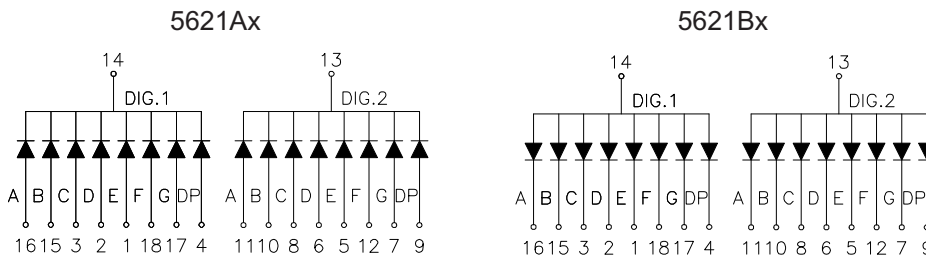 5621Ax 5621Bx
14 13 14 13
DIG.1 DIG.2 DIG.1 DIG.2
A B C D E F G DP A B C D E F G DP A B C D E F G DP A B C D E F G DP
16 15 3 2 1 18 17 4 11 10 8 6 5 12 7 9 16 15 3 2 1 18 17 4 11 10 8 6 5 12 7 9